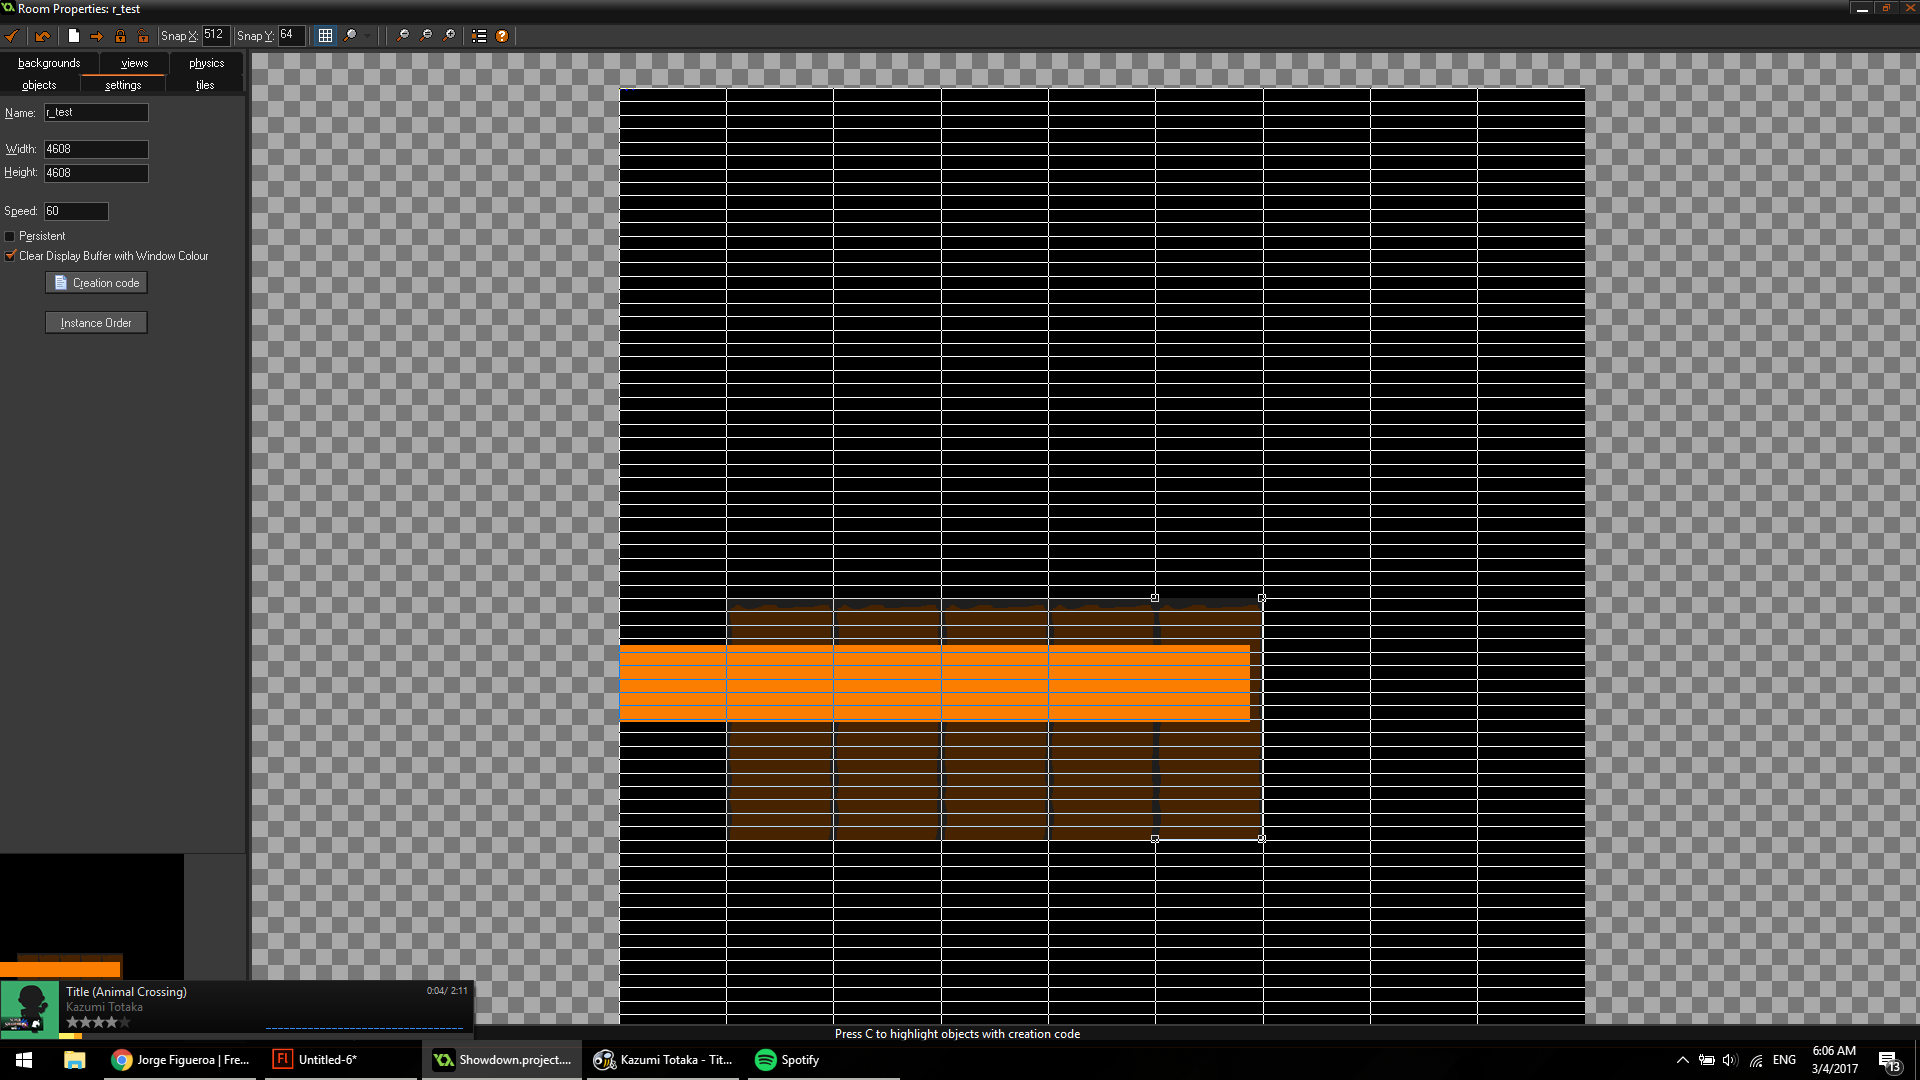 Room Properties: r_test
Snap X: 512 Snap Y: 64
backgrounds views physics
objects settings tiles
Name: r_test
Width: 4608
Height: 4608
Speed: 60
Persistent
Clear Display Buffer with Window Colour
Creation code
Instance Order
Title (Animal Crossing) 0:04/ 2:11
Kazumi Totaka
Press C to highlight objects with creation code
Jorge Figueroa | Fre... Untitled-6* Showdown.project.... Kazumi Totaka - Tit... Spotify ENG 6:06 AM
3/4/2017 13